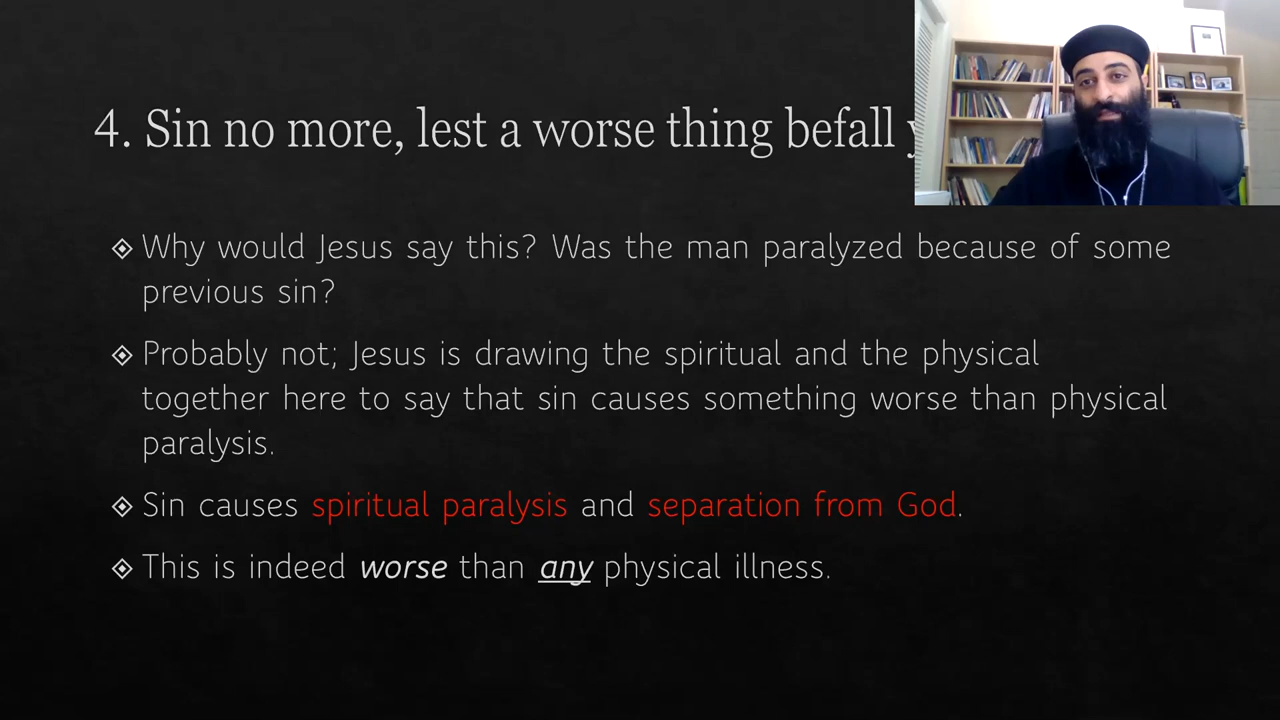 4. Sin no more, lest a worse thing befall
Why would Jesus say this? Was the man paralyzed because of some
previous sin?
Probably not; Jesus is drawing the spiritual and the physical
together here to say that sin causes something worse than physical
paralysis.
Sin causes spiritual paralysis and separation from God.
This is indeed worse than any physical illness.